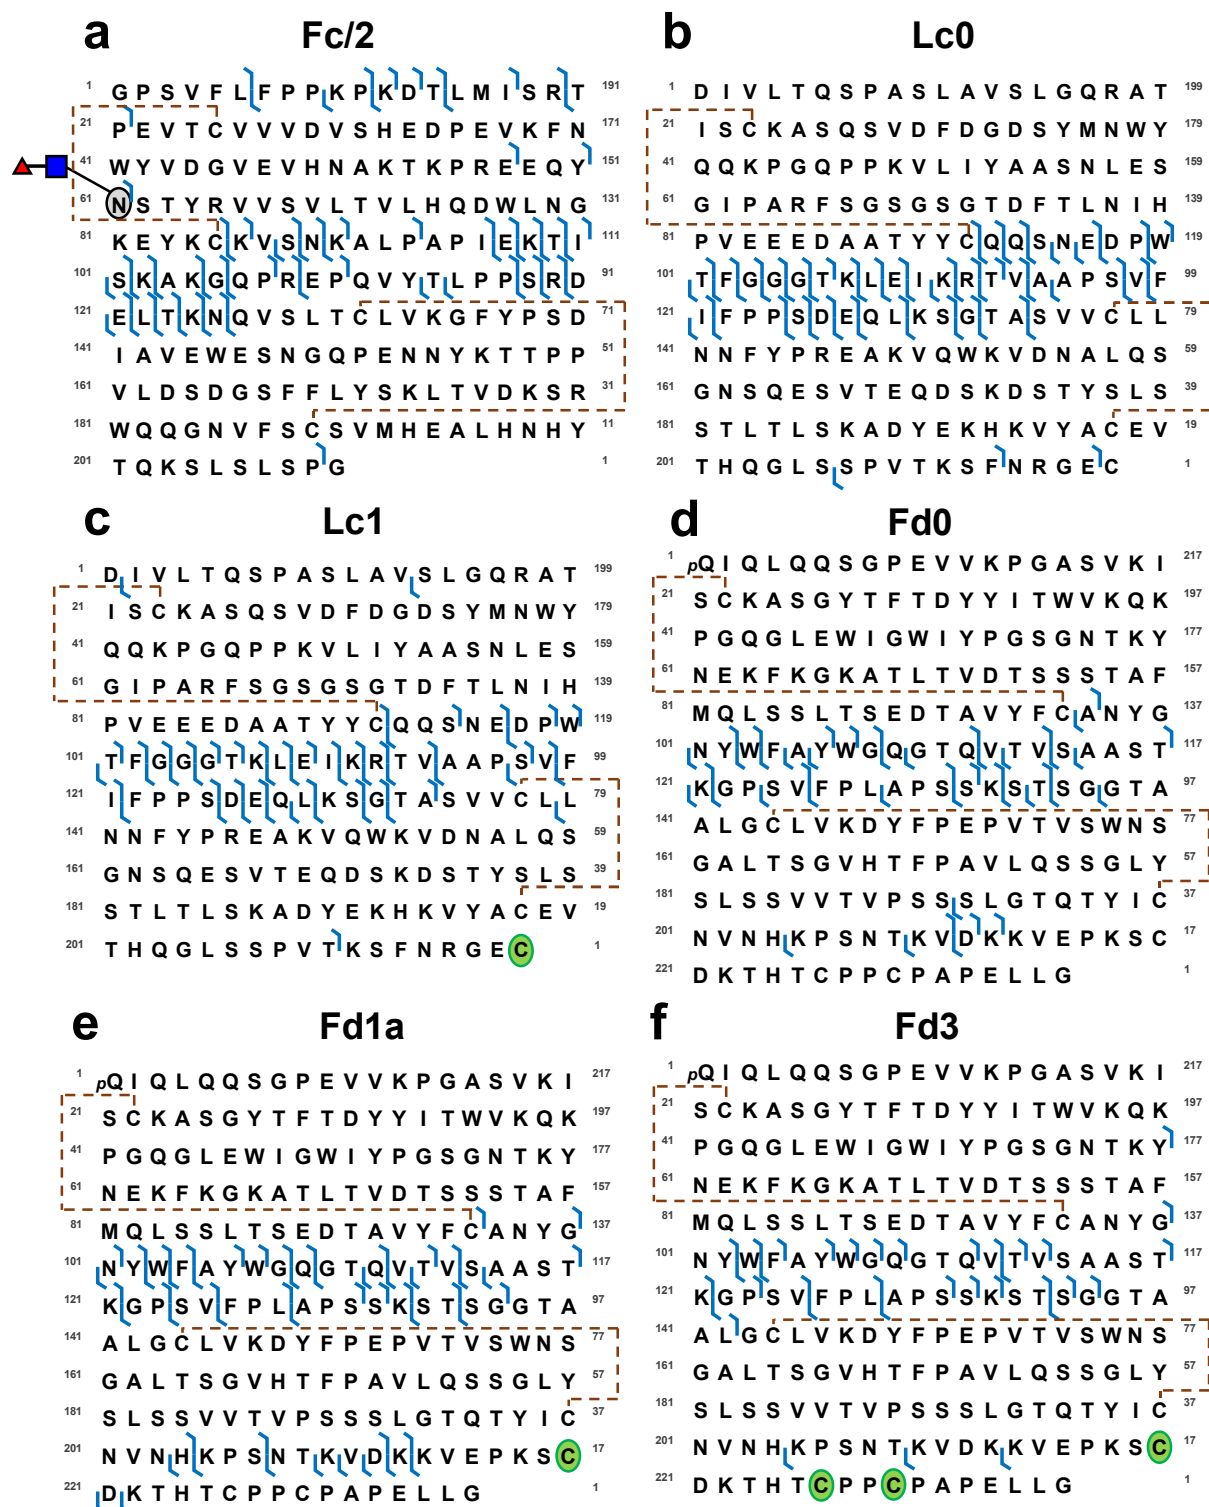 a Fc/2
1 G P S V F L F P P K P K D T L M I S R T 191
21 P E V T C V V V D V S H E D P E V K F N 171
41 W Y V D G V E V H N A K T K P R E E Q Y 151
61 N S T Y R V V S V L T V L H Q D W L N G 131
81 K E Y K C K V S N K A L P A P I E K T I 111
101 S K A K G Q P R E P Q V Y T L P P S R D 91
121 E L T K N Q V S L T C L V K G F Y P S D 71
141 I A V E W E S N G Q P E N N Y K T T P P 51
161 V L D S D G S F F L Y S K L T V D K S R 31
181 W Q Q G N V F S C S V M H E A L H N H Y 11
201 T Q K S L S L S P G 1
b Lc0
1 D I V L T Q S P A S L A V S L G Q R A T 199
21 I S C K A S Q S V D F D G D S Y M N W Y 179
41 Q Q K P G Q P P K V L I Y A A S N L E S 159
61 G I P A R F S G S G S G T D F T L N I H 139
81 P V E E E D A A T Y Y C Q Q S N E D P W 119
101 T F G G G T K L E I K R T V A A P S V F 99
121 I F P P S D E Q L K S G T A S V V C L L 79
141 N N F Y P R E A K V Q W K V D N A L Q S 59
161 G N S Q E S V T E Q D S K D S T Y S L S 39
181 S T L T L S K A D Y E K H K V Y A C E V 19
201 T H Q G L S S P V T K S F N R G E C 1
c Lc1
1 D I V L T Q S P A S L A V S L G Q R A T 199
21 I S C K A S Q S V D F D G D S Y M N W Y 179
41 Q Q K P G Q P P K V L I Y A A S N L E S 159
61 G I P A R F S G S G S G T D F T L N I H 139
81 P V E E E D A A T Y Y C Q Q S N E D P W 119
101 T F G G G T K L E I K R T V A A P S V F 99
121 I F P P S D E Q L K S G T A S V V C L L 79
141 N N F Y P R E A K V Q W K V D N A L Q S 59
161 G N S Q E S V T E Q D S K D S T Y S L S 39
181 S T L T L S K A D Y E K H K V Y A C E V 19
201 T H Q G L S S P V T K S F N R G E C 1
d Fd0
1 pQ I Q L Q Q S G P E V V K P G A S V K I 217
21 S C K A S G Y T F T D Y Y I T W V K Q K 197
41 P G Q G L E W I G W I Y P G S G N T K Y 177
61 N E K F K G K A T L T V D T S S S T A F 157
81 M Q L S S L T S E D T A V Y F C A N Y G 137
101 N Y W F A Y W G Q G T Q V T V S A A S T 117
121 K G P S V F P L A P S S K S T S G G T A 97
141 A L G C L V K D Y F P E P V T V S W N S 77
161 G A L T S G V H T F P A V L Q S S G L Y 57
181 S L S S V V T V P S S S L G T Q T Y I C 37
201 N V N H K P S N T K V D K K V E P K S C 17
221 D K T H T C P P C P A P E L L G 1
e Fd1a
1 pQ I Q L Q Q S G P E V V K P G A S V K I 217
21 S C K A S G Y T F T D Y Y I T W V K Q K 197
41 P G Q G L E W I G W I Y P G S G N T K Y 177
61 N E K F K G K A T L T V D T S S S T A F 157
81 M Q L S S L T S E D T A V Y F C A N Y G 137
101 N Y W F A Y W G Q G T Q V T V S A A S T 117
121 K G P S V F P L A P S S K S T S G G T A 97
141 A L G C L V K D Y F P E P V T V S W N S 77
161 G A L T S G V H T F P A V L Q S S G L Y 57
181 S L S S V V T V P S S S L G T Q T Y I C 37
201 N V N H K P S N T K V D K K V E P K S C 17
221 D K T H T C P P C P A P E L L G 1
f Fd3
1 pQ I Q L Q Q S G P E V V K P G A S V K I 217
21 S C K A S G Y T F T D Y Y I T W V K Q K 197
41 P G Q G L E W I G W I Y P G S G N T K Y 177
61 N E K F K G K A T L T V D T S S S T A F 157
81 M Q L S S L T S E D T A V Y F C A N Y G 137
101 N Y W F A Y W G Q G T Q V T V S A A S T 117
121 K G P S V F P L A P S S K S T S G G T A 97
141 A L G C L V K D Y F P E P V T V S W N S 77
161 G A L T S G V H T F P A V L Q S S G L Y 57
181 S L S S V V T V P S S S L G T Q T Y I C 37
201 N V N H K P S N T K V D K K V E P K S C 17
221 D K T H T C P P C P A P E L L G 1